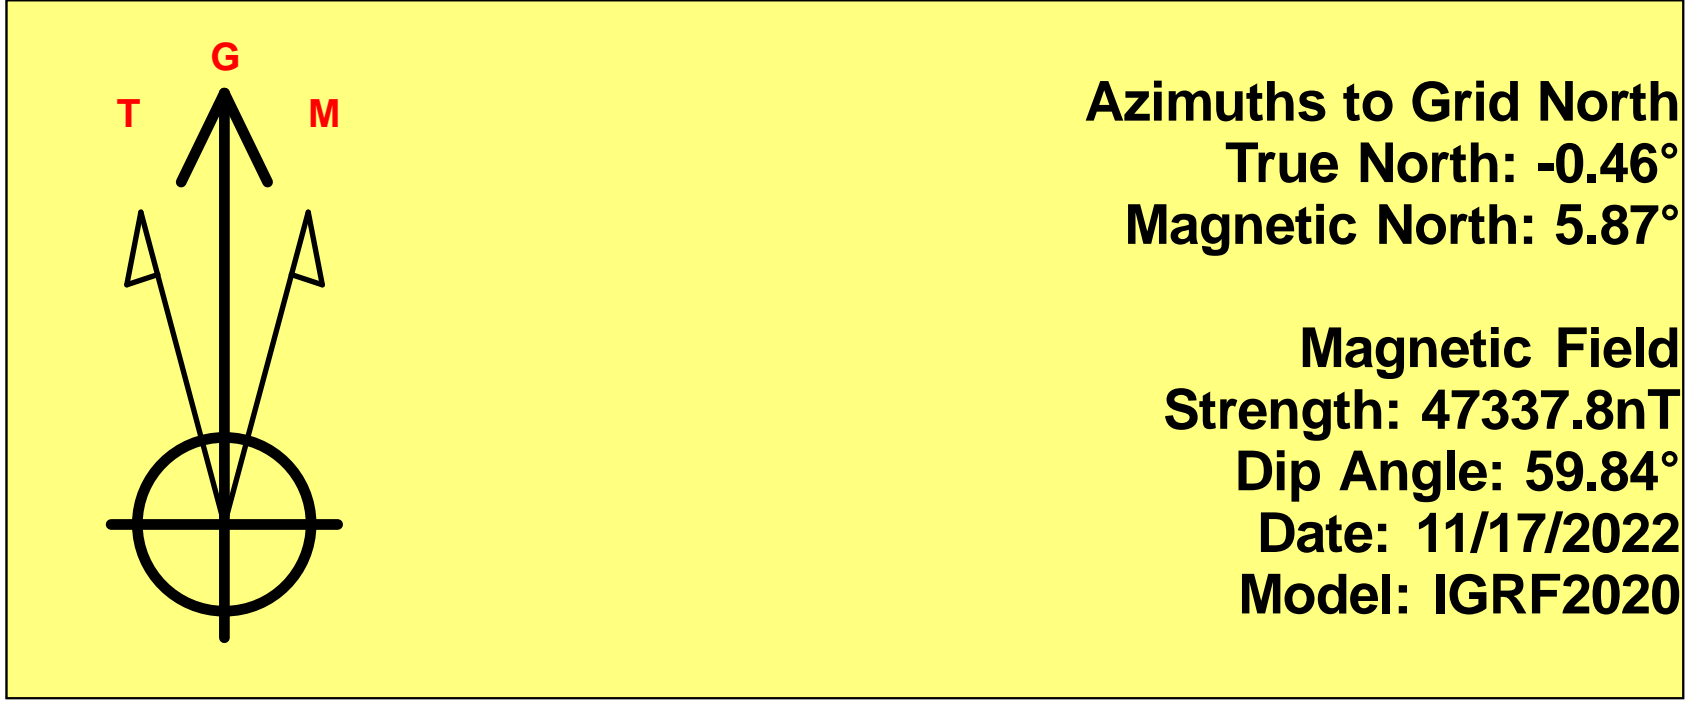 G
T
M
Azimuths to Grid North
True North: -0.46°
Magnetic North: 5.87°
Magnetic Field
Strength: 47337.8nT
Dip Angle: 59.84°
Date: 11/17/2022
Model: IGRF2020